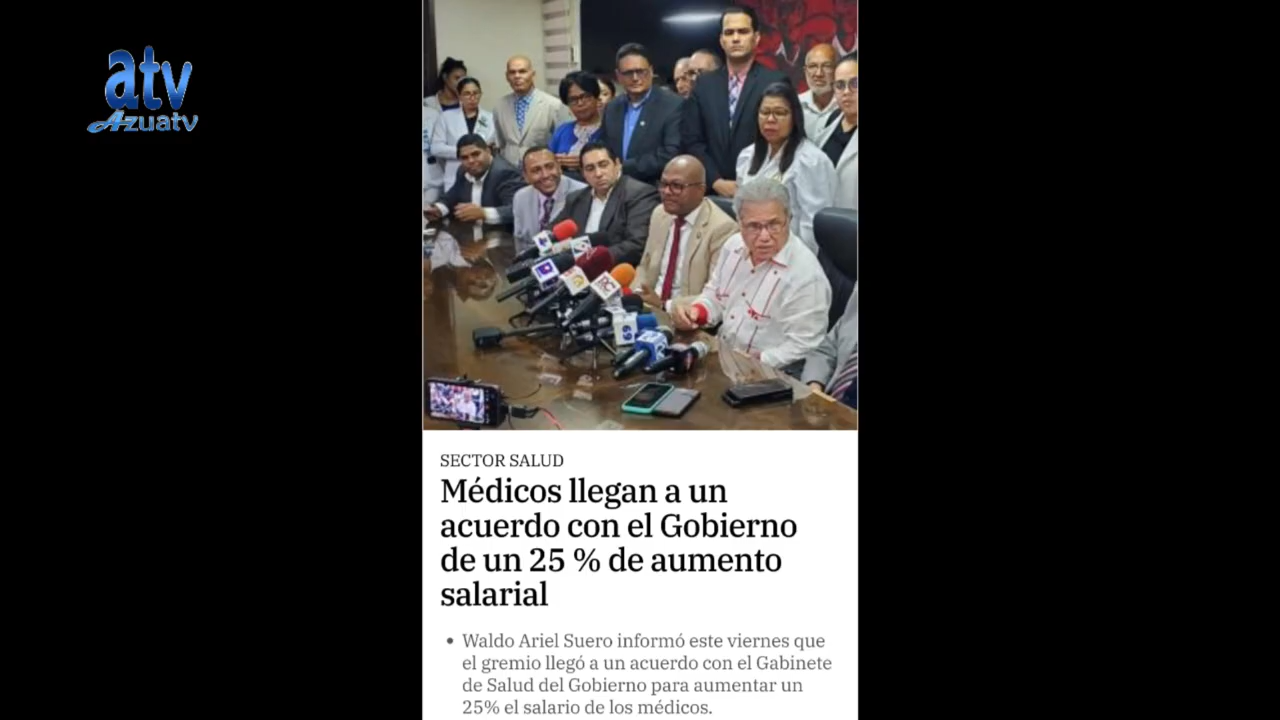 atv
Azuatv
SECTOR SALUD
Médicos llegan a un
acuerdo con el Gobierno
de un 25 % de aumento
salarial
• Waldo Ariel Suero informó este viernes que
el gremio llegó a un acuerdo con el Gabinete
de Salud del Gobierno para aumentar un
25% el salario de los médicos.